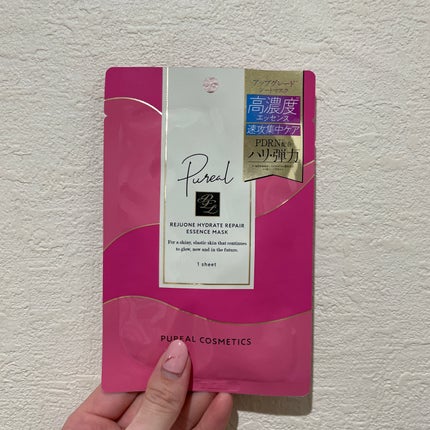 アップグレード
シートマスク
高濃度
エッセンス
速攻集中ケア
PDRN配合
ハリ・弾力
Pureal
REJUONE HYDRATE REPAIR
ESSENCE MASK
For a shiny, elastic skin that continues
to glow, now and in the future.
1 sheet
PUREAL COSMETICS